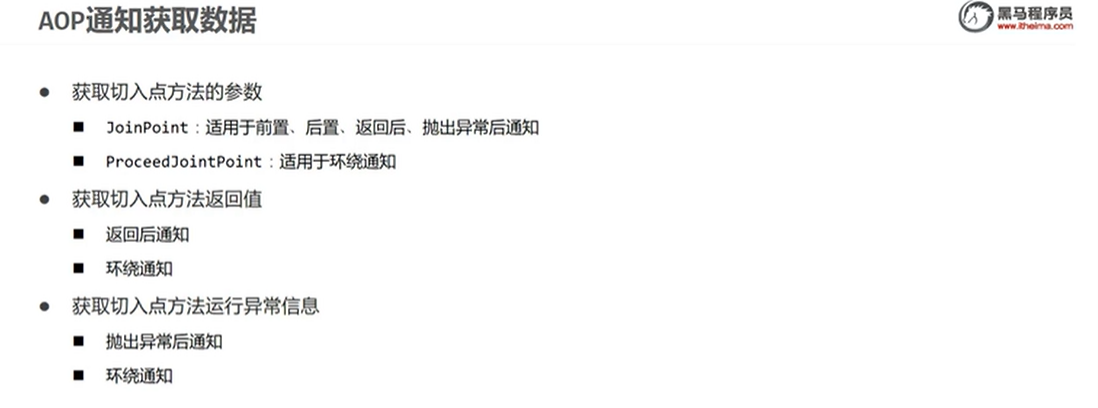 AOP通知获取数据
黑马程序员
www.itheima.com
● 获取切入点方法的参数
■ JoinPoint：适用于前置、后置、返回后、抛出异常后通知
■ ProceedJointPoint：适用于环绕通知
● 获取切入点方法返回值
■ 返回后通知
■ 环绕通知
● 获取切入点方法运行异常信息
■ 抛出异常后通知
■ 环绕通知